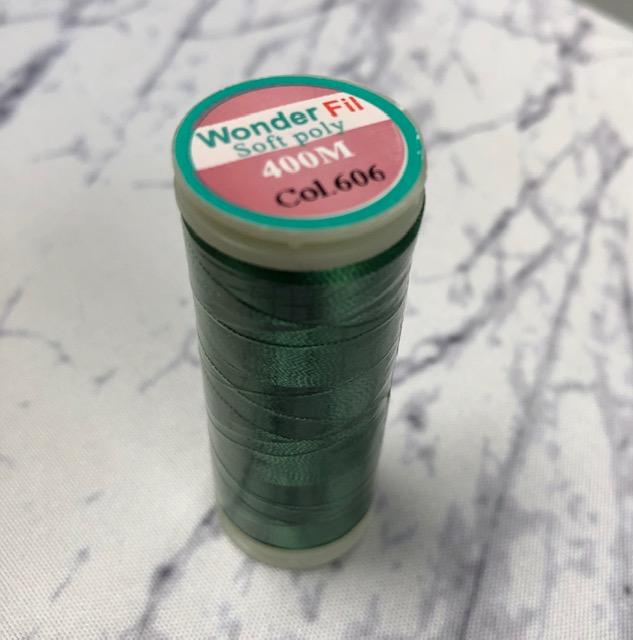 Wonder Fil
Soft poly
400M
Col.606